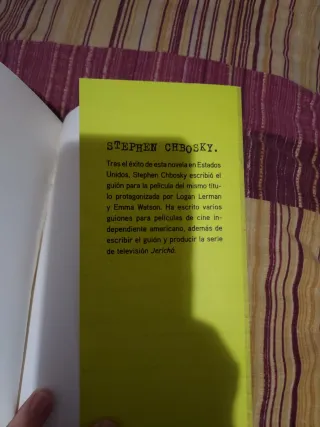 STEPHEN CHBOSKY.
Tras el éxito de esta novela en Estados
Unidos, Stephen Chbosky escribió el
guión para la película del mismo títu-
lo protagonizada por Logan Lerman
y Emma Watson. Ha escrito varios
guiones para películas de cine in-
dependiente americano, además de
escribir el guión y producir la serie
de televisión Jericho.